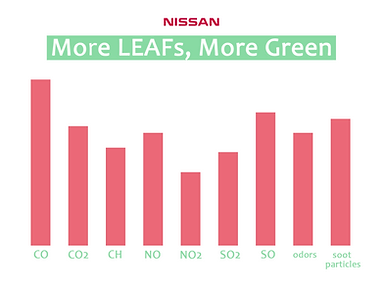 NISSAN
More LEAFs, More Green
CO CO2 CH NO NO2 SO2 SO odors soot
particles